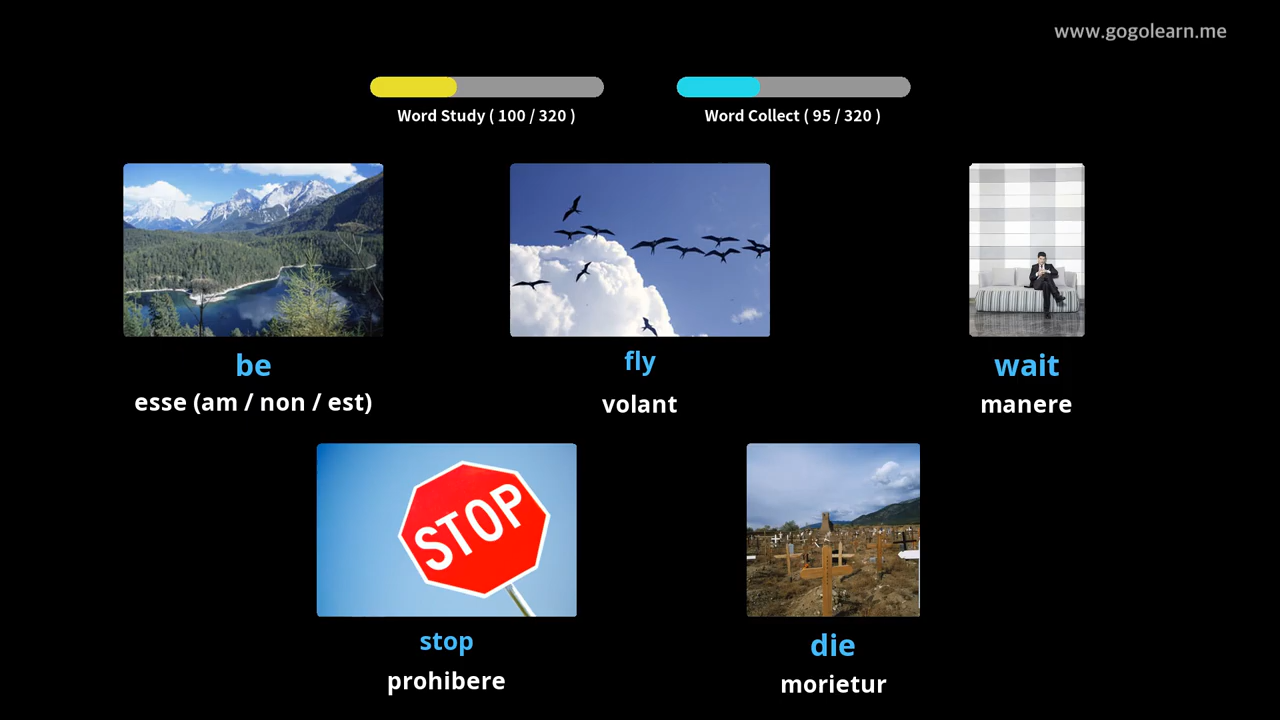 www.gogolearn.me
Word Study ( 100 / 320 )
Word Collect ( 95 / 320 )
be
esse (am / non / est)
fly
volant
wait
manere
STOP
stop
prohibere
die
morietur